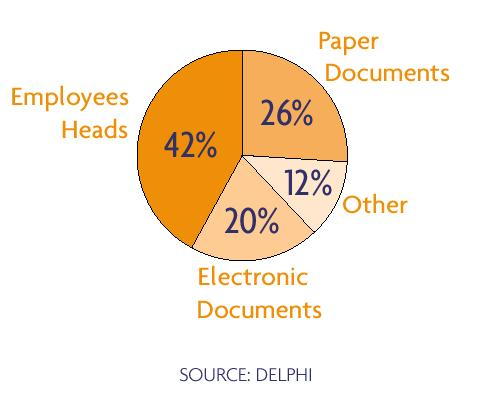 Paper
Documents
Employees
Heads
26%
42%
12%
Other
20%
Electronic
Documents
SOURCE: DELPHI